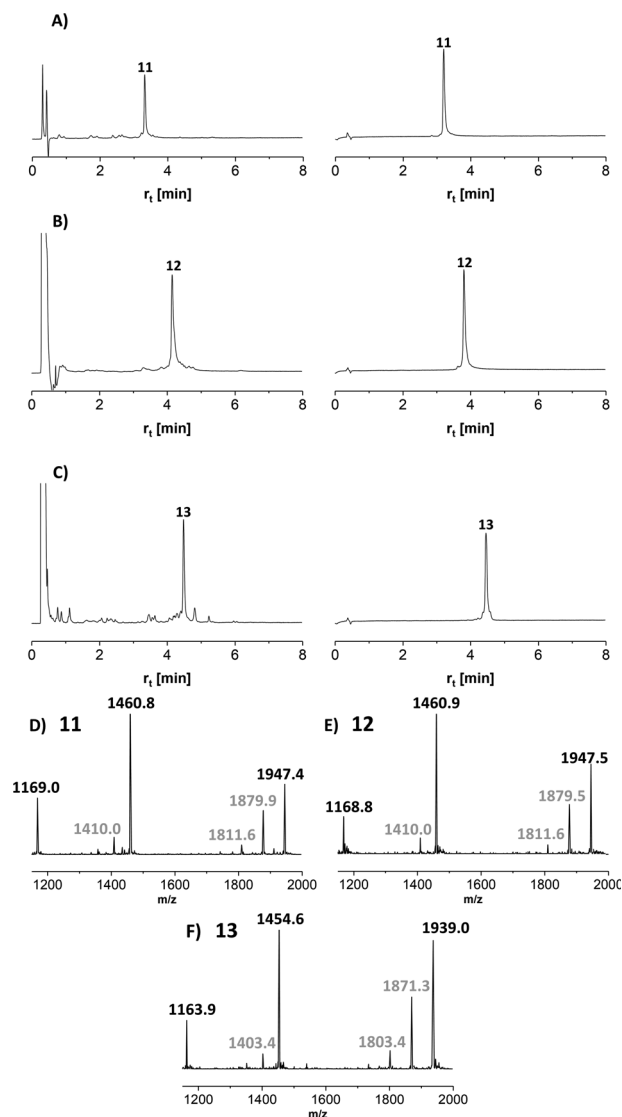 A)
11 11
0 2 4 6 8 0 2 4 6 8
rt [min] rt [min]
B)
12 12
0 2 4 6 8 0 2 4 6 8
rt [min] rt [min]
C)
13 13
0 2 4 6 8 0 2 4 6 8
rt [min] rt [min]
D) 11
1460.8
1169.0
1410.0
1947.4
1879.9
1811.6
1200 1400 1600 1800 2000
m/z
E) 12
1460.9
1168.8
1410.0
1947.5
1879.5
1811.6
1200 1400 1600 1800 2000
m/z
F) 13
1454.6
1939.0
1163.9
1403.4
1871.3
1803.4
1200 1400 1600 1800 2000
m/z